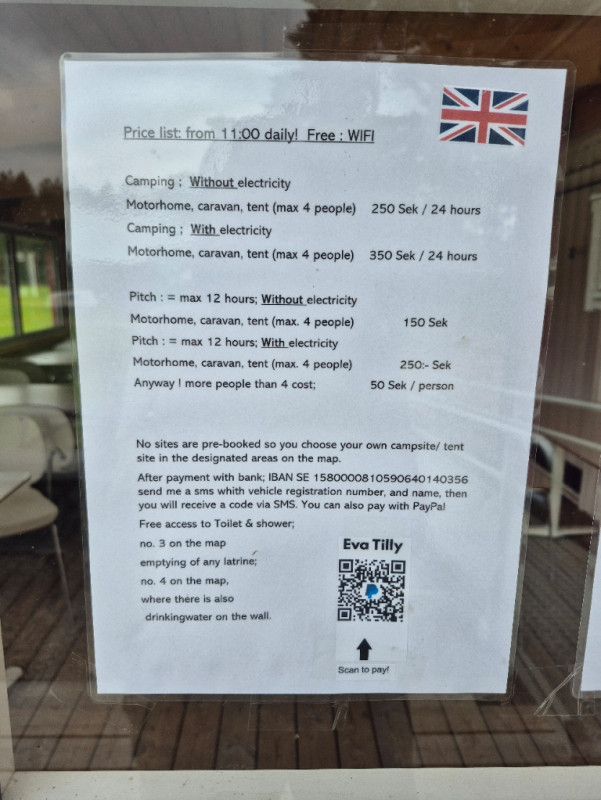 Price list: from 11:00 daily! Free : WIFI
Camping ; Without electricity
Motorhome, caravan, tent (max 4 people) 250 Sek / 24 hours
Camping ; With electricity
Motorhome, caravan, tent (max 4 people) 350 Sek / 24 hours
Pitch : = max 12 hours; Without electricity
Motorhome, caravan, tent (max. 4 people) 150 Sek
Pitch : = max 12 hours; With electricity
Motorhome, caravan, tent (max. 4 people) 250:- Sek
Anyway ! more people than 4 cost; 50 Sek / person
No sites are pre-booked so you choose your own campsite/ tent
site in the designated areas on the map.
After payment with bank; IBAN SE 1580000810590640140356
send me a sms whith vehicle registration number, and name, then
you will receive a code via SMS. You can also pay with PayPal
Free access to Toilet & shower;
no. 3 on the map
emptying of any latrine;
no. 4 on the map,
where there is also
drinkingwater on the wall.
Eva Tilly
Scan to pay!